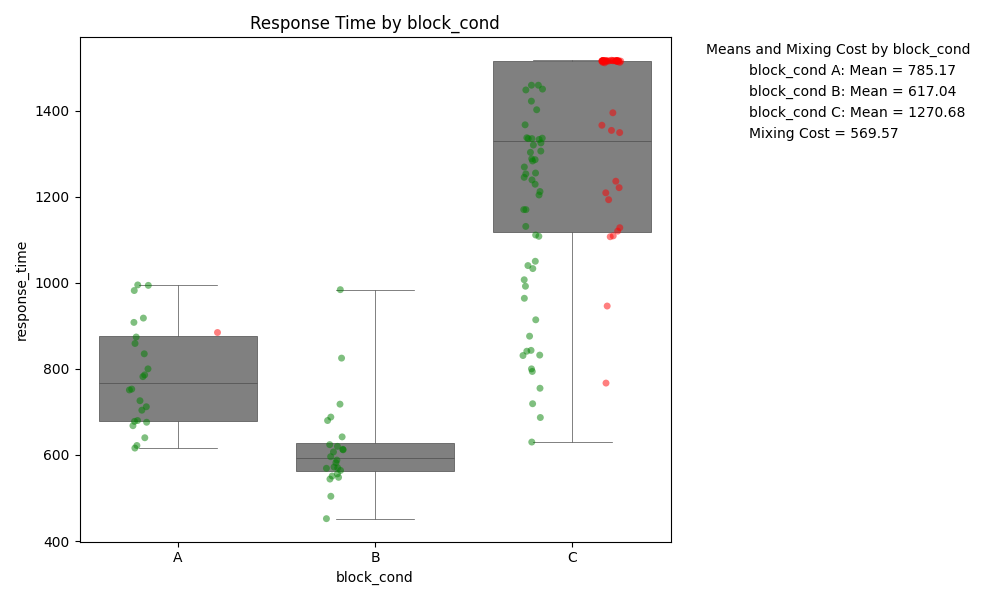 Response Time by block_cond
Means and Mixing Cost by block_cond
block_cond A: Mean = 785.17
block_cond B: Mean = 617.04
block_cond C: Mean = 1270.68
Mixing Cost = 569.57
response_time
1400
1200
1000
800
600
400
A
B
C
block_cond